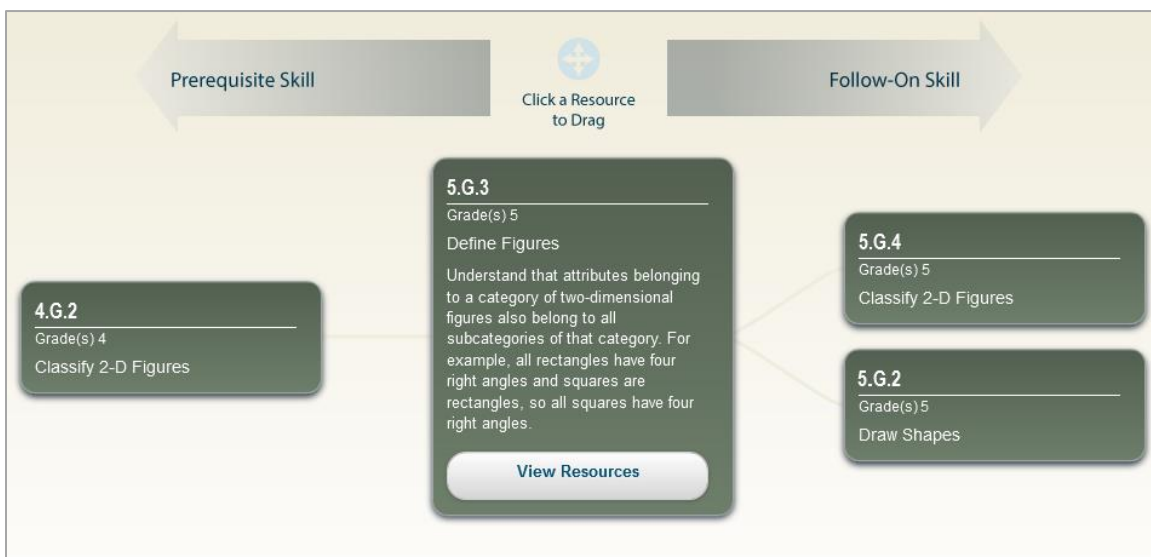 Prerequisite Skill
Click a Resource
to Drag
Follow-On Skill
4.G.2
Grade(s) 4
Classify 2-D Figures
5.G.3
Grade(s) 5
Define Figures
Understand that attributes belonging
to a category of two-dimensional
figures also belong to all
subcategories of that category. For
example, all rectangles have four
right angles and squares are
rectangles, so all squares have four
right angles.
View Resources
5.G.4
Grade(s) 5
Classify 2-D Figures
5.G.2
Grade(s) 5
Draw Shapes